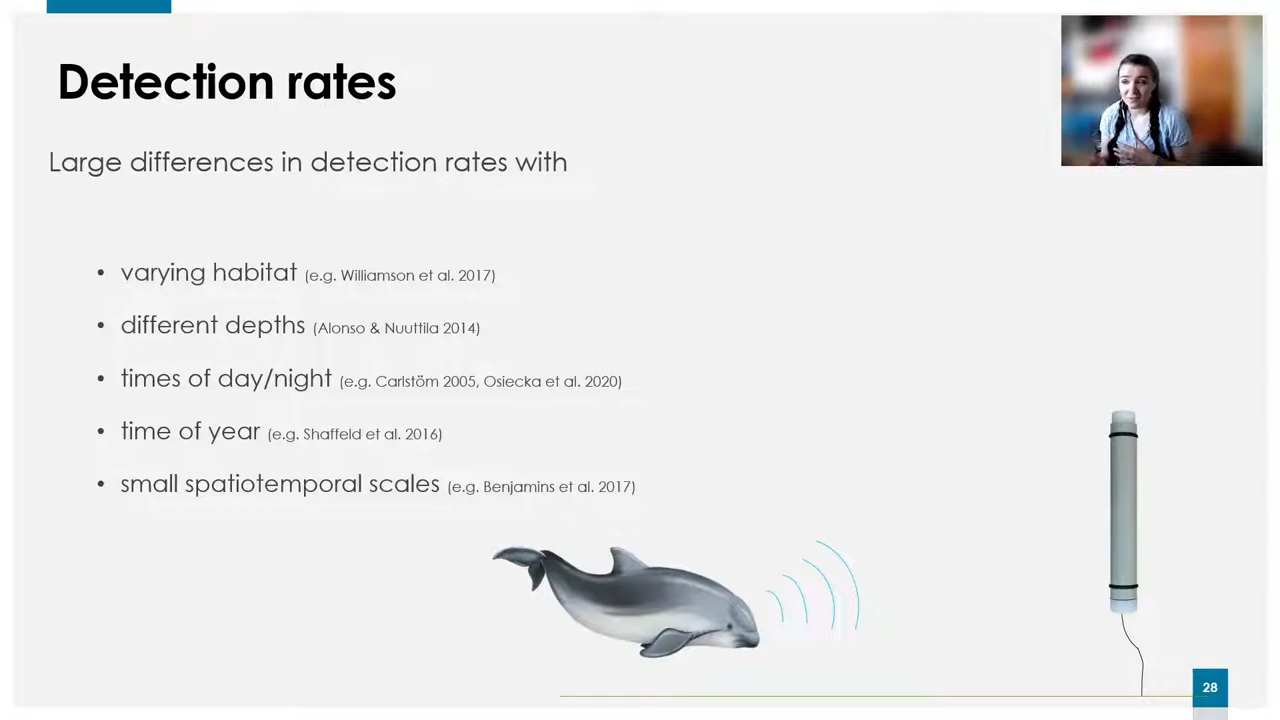 Detection rates
Large differences in detection rates with
• varying habitat (e.g. Williamson et al. 2017)
• different depths (Alonso & Nuuttila 2014)
• times of day/night (e.g. Carlstöm 2005, Osiecka et al. 2020)
• time of year (e.g. Shaffeld et al. 2016)
• small spatiotemporal scales (e.g. Benjamins et al. 2017)
28